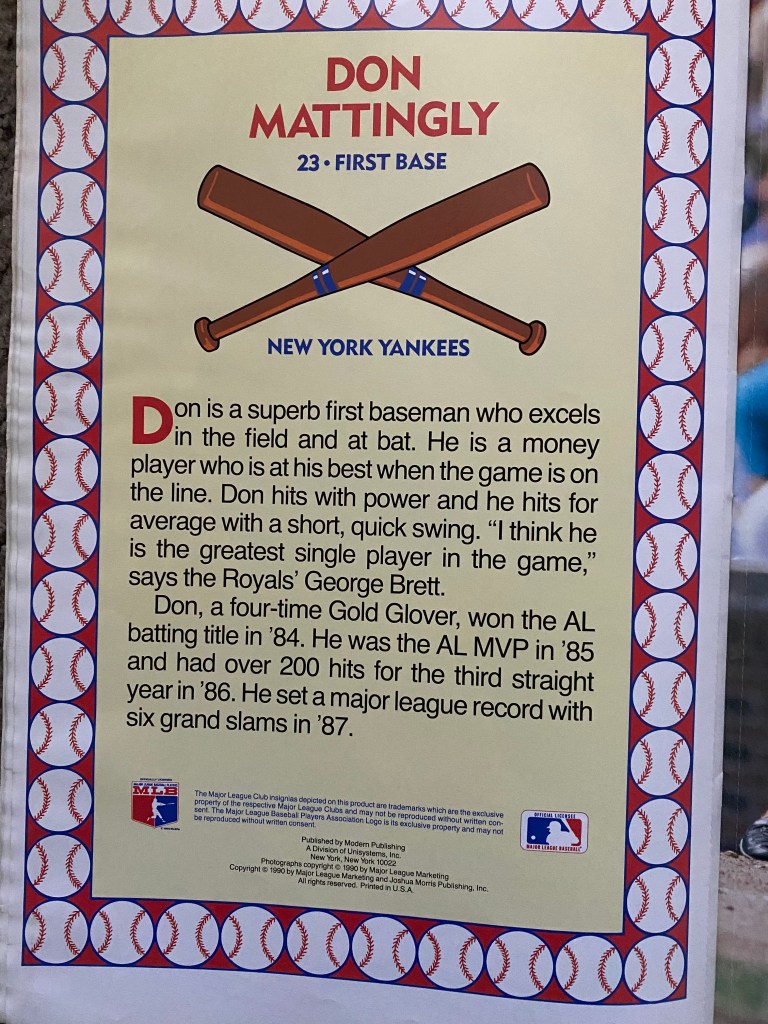 DON
MATTINGLY
23 • FIRST BASE
NEW YORK YANKEES
Don is a superb first baseman who excels
in the field and at bat. He is a money
player who is at his best when the game is on
the line. Don hits with power and he hits for
average with a short, quick swing. “I think he
is the greatest single player in the game,”
says the Royals’ George Brett.
Don, a four-time Gold Glover, won the AL
batting title in ’84. He was the AL MVP in ’85
and had over 200 hits for the third straight
year in ’86. He set a major league record with
six grand slams in ’87.
OFFICIALLY LICENSED
MLB
The Major League Club insignias depicted on this product are trademarks which are the exclusive
property of the respective Major League Clubs and may not be reproduced without written con-
sent. The Major League Baseball Players Association Logo is its exclusive property and may not
be reproduced without written consent.
OFFICIAL LICENSEE
MAJOR LEAGUE BASEBALL
Published by Modern Publishing
A Division of Unisystems, Inc.
New York, New York 10022
Photographs copyright © 1990 by Major League Marketing
Copyright © 1990 by Major League Marketing and Joshua Morris Publishing, Inc.
All rights reserved. Printed in U.S.A.